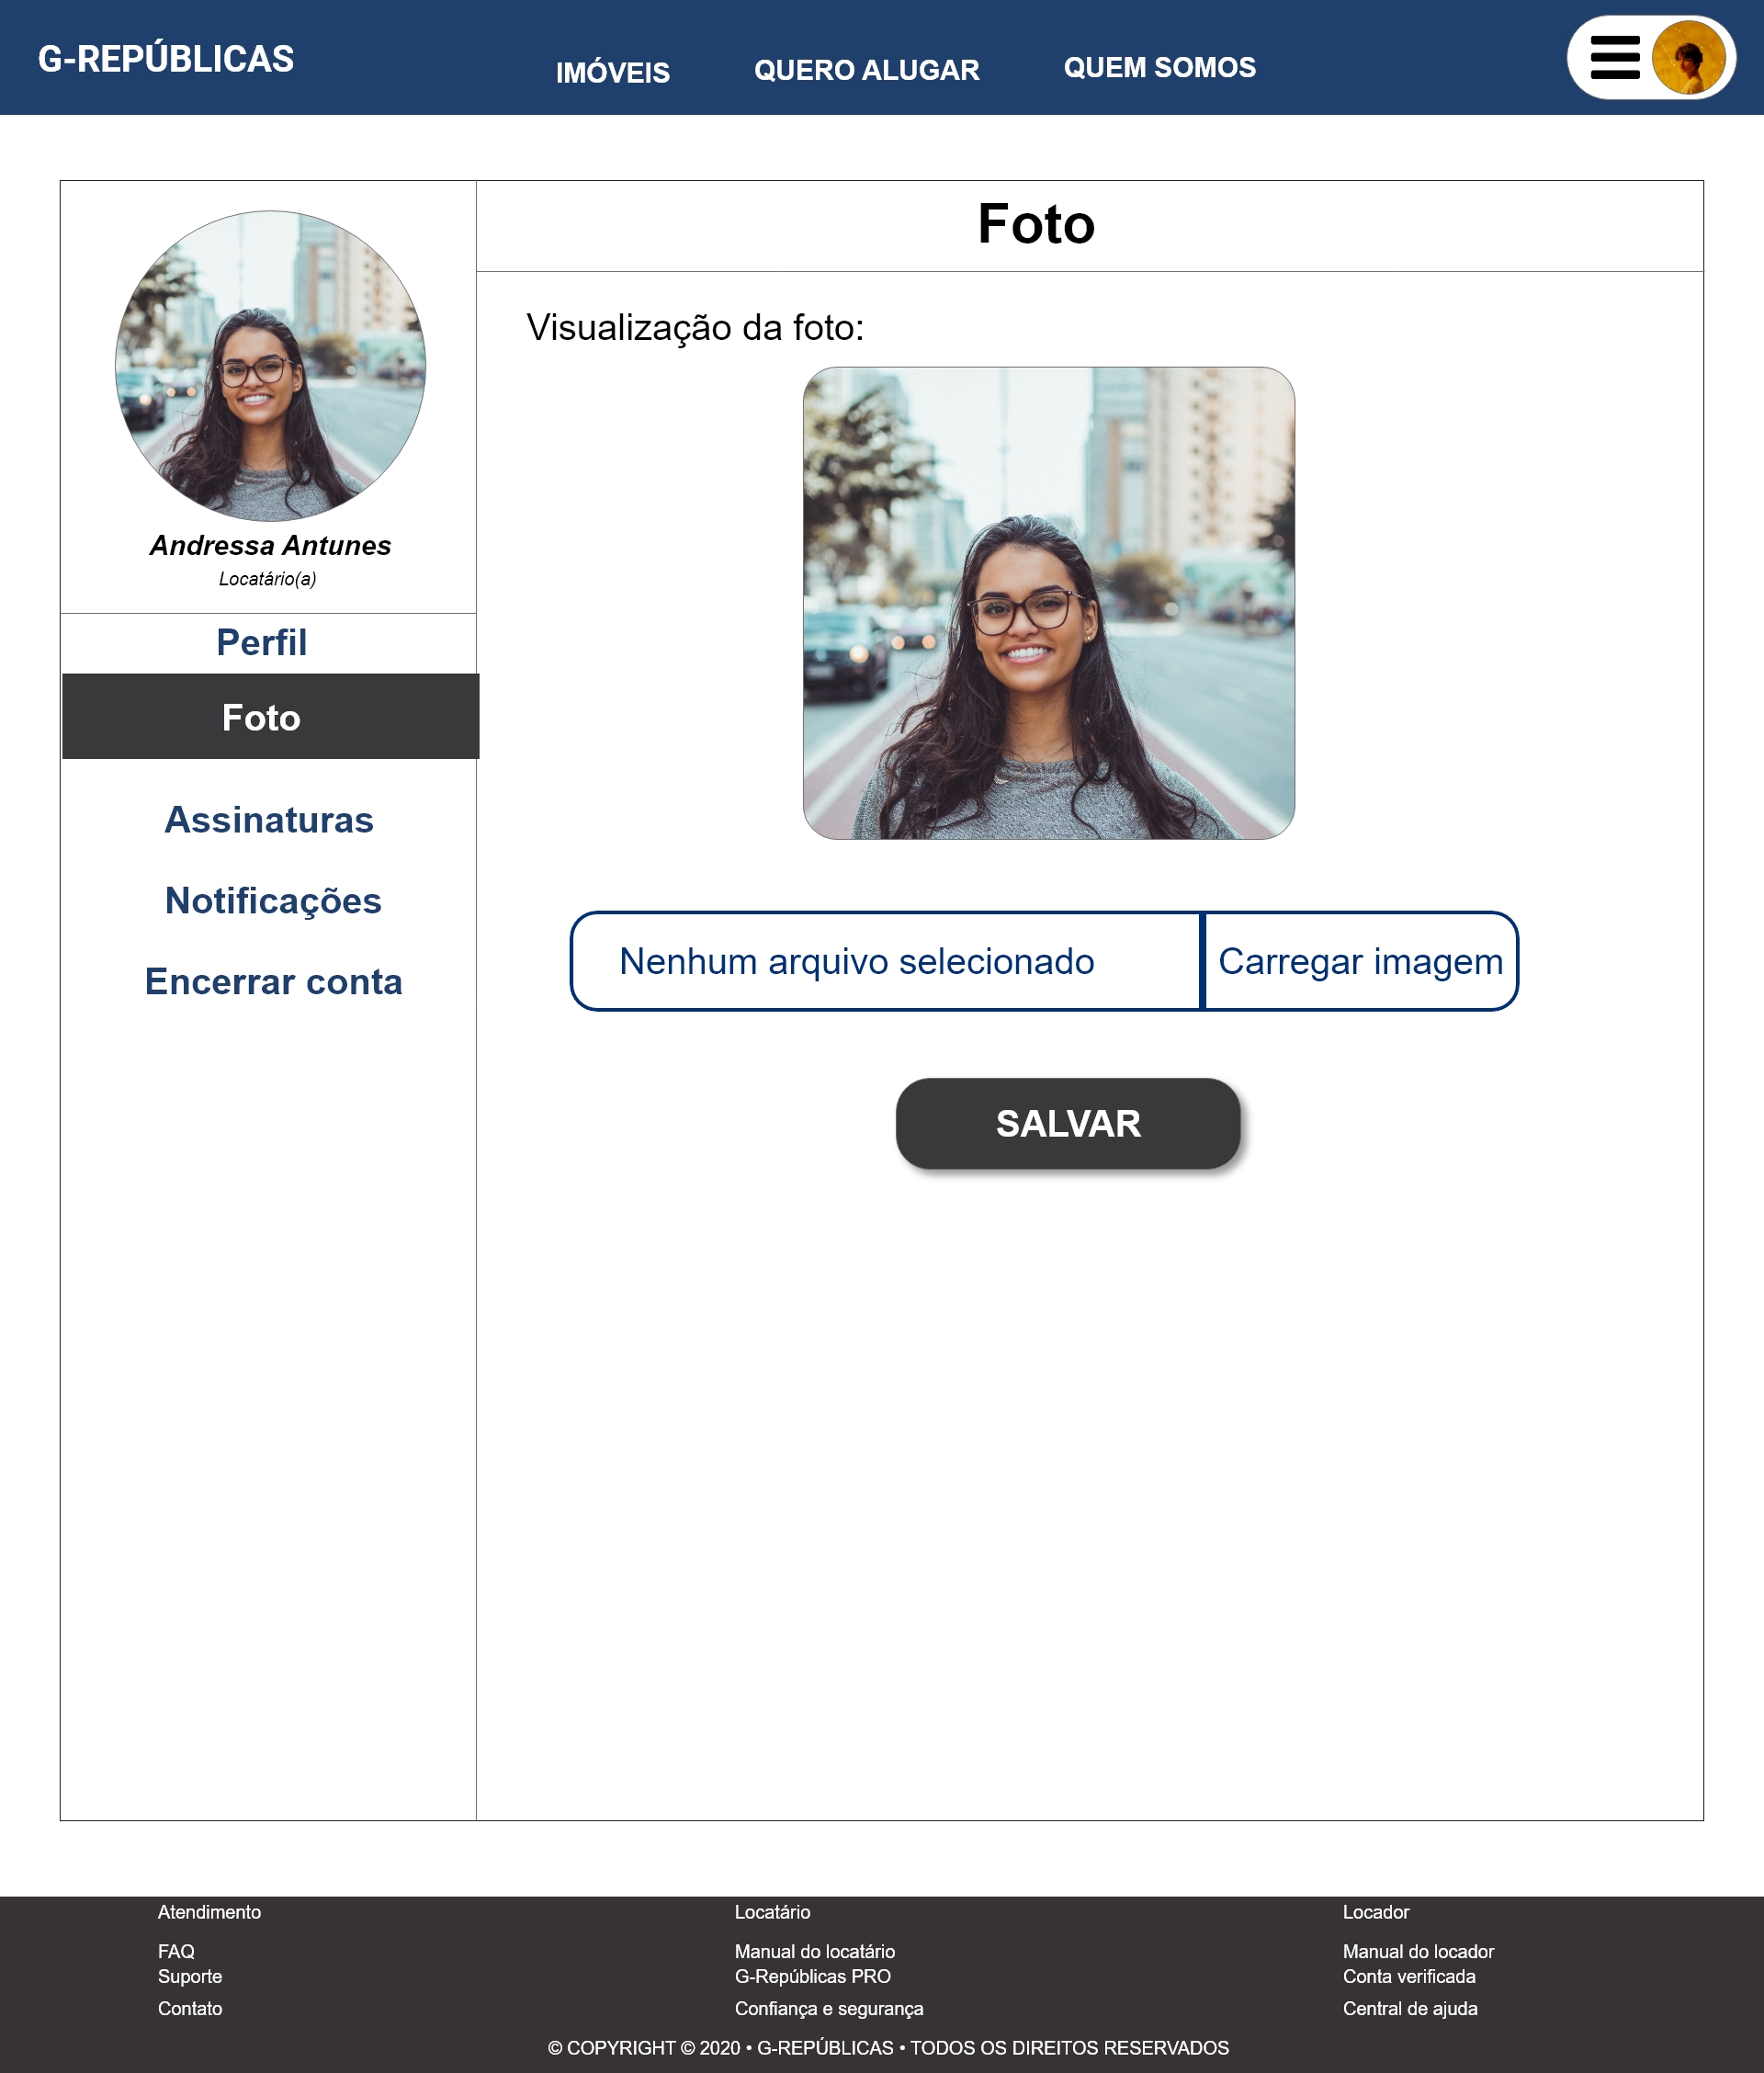 G-REPÚBLICAS
IMÓVEIS
QUERO ALUGAR
QUEM SOMOS
Andressa Antunes
Locatário(a)
Perfil
Foto
Assinaturas
Notificações
Encerrar conta
Foto
Visualização da foto:
Nenhum arquivo selecionado
Carregar imagem
SALVAR
Atendimento
FAQ
Suporte
Contato
Locatário
Manual do locatário
G-Repúblicas PRO
Confiança e segurança
Locador
Manual do locador
Conta verificada
Central de ajuda
© COPYRIGHT © 2020 • G-REPÚBLICAS • TODOS OS DIREITOS RESERVADOS